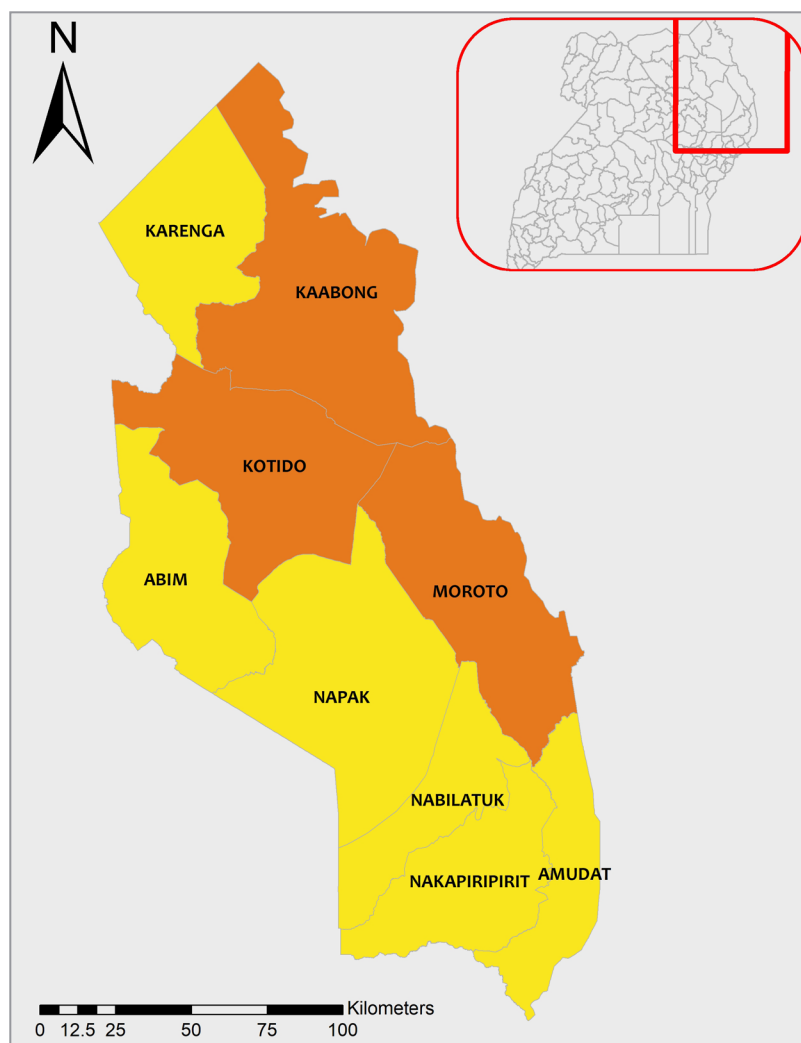 N
KARENGA
KAABONG
KOTIDO
ABIM
MOROTO
NAPAK
NABILATUK
NAKAPIRIPIRIT
AMUDAT
Kilometers
0 12.5 25 50 75 100